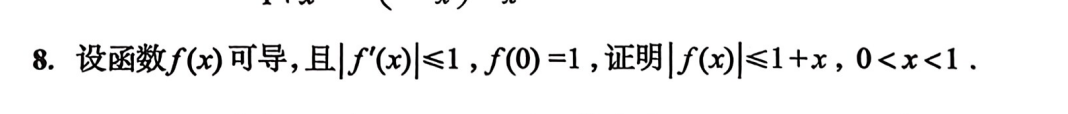 8. 设函数f(x)可导,且|f′(x)|≤1,f(0)=1,证明|f(x)|≤1+x,0<x<1.